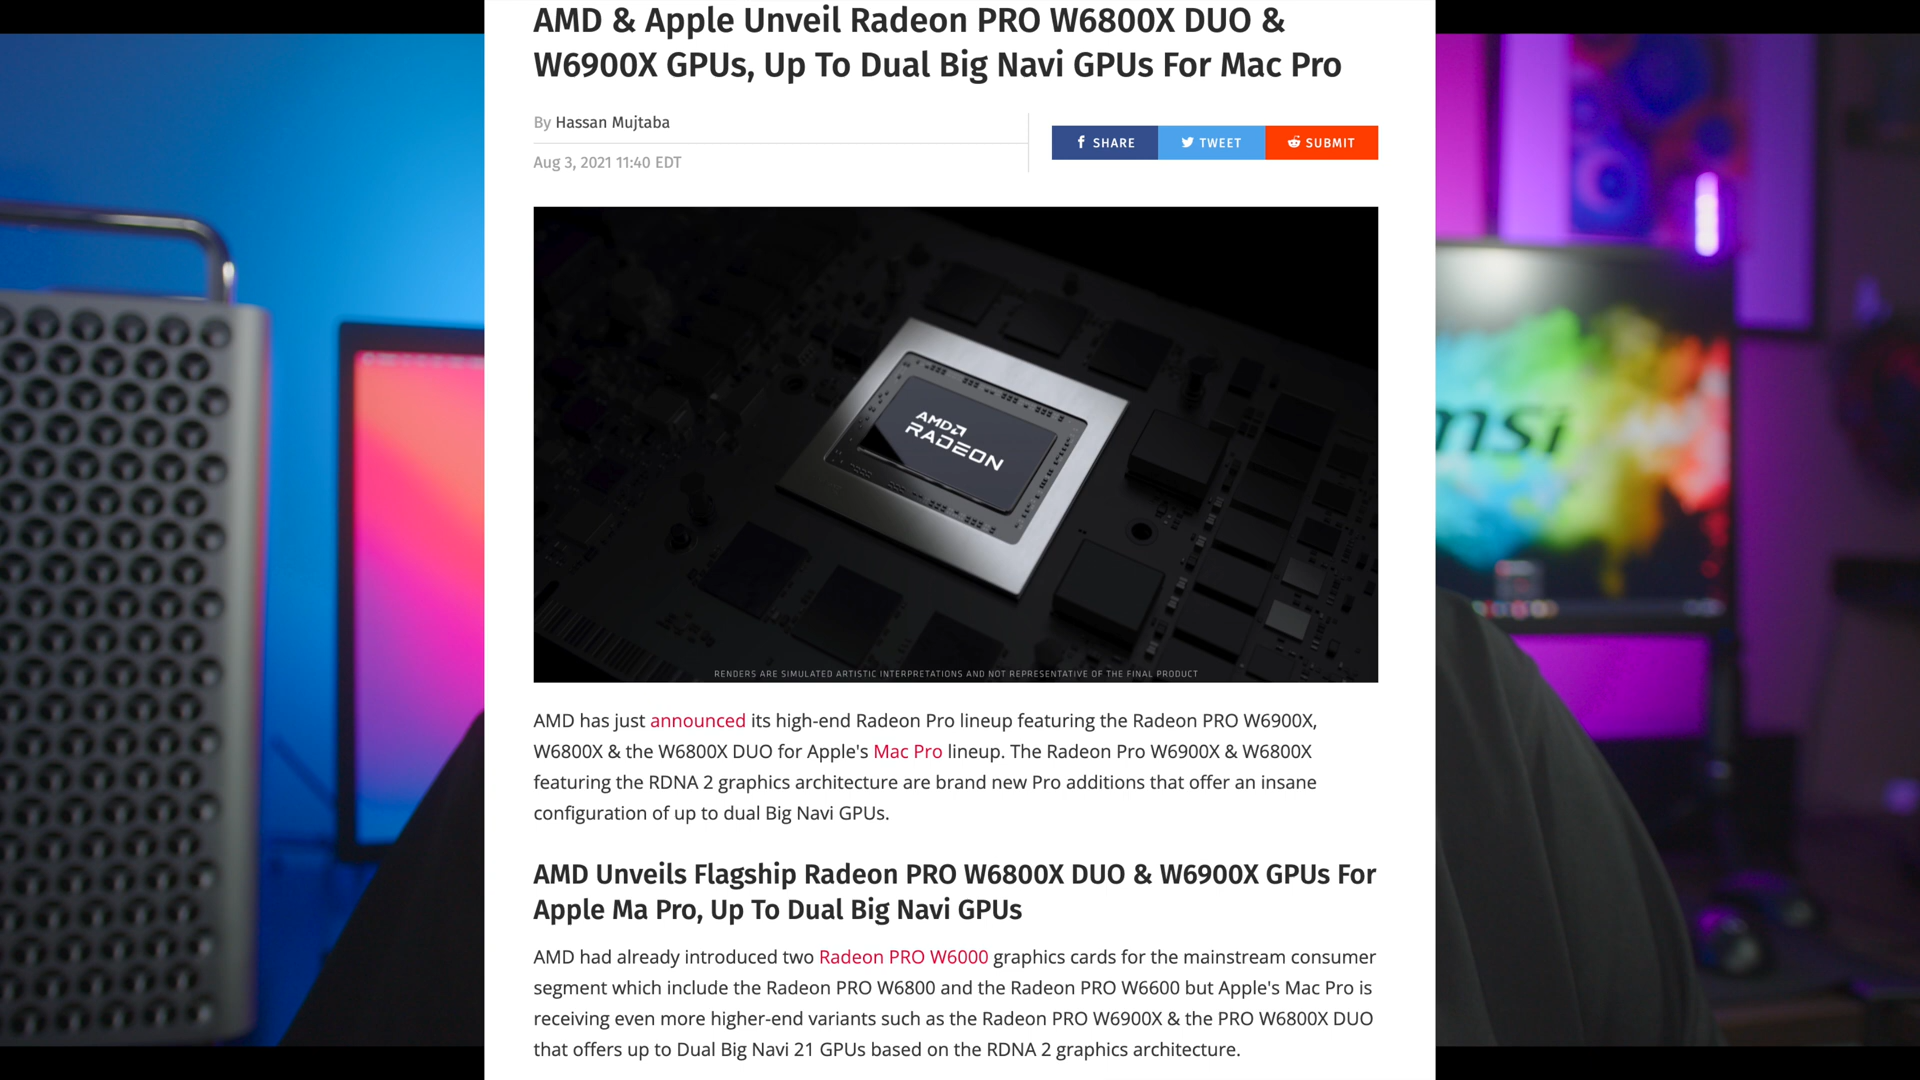 AMD & Apple Unveil Radeon PRO W6800X DUO &
W6900X GPUs, Up To Dual Big Navi GPUs For Mac Pro
By Hassan Mujtaba
Aug 3, 2021 11:40 EDT
SHARE
TWEET
SUBMIT
AMD
RADEON
RENDERS ARE SIMULATED ARTISTIC INTERPRETATIONS AND NOT REPRESENTATIVE OF THE FINAL PRODUCT
msi
AMD has just announced its high-end Radeon Pro lineup featuring the Radeon PRO W6900X,
W6800X & the W6800X DUO for Apple's Mac Pro lineup. The Radeon Pro W6900X & W6800X
featuring the RDNA 2 graphics architecture are brand new Pro additions that offer an insane
configuration of up to dual Big Navi GPUs.
AMD Unveils Flagship Radeon PRO W6800X DUO & W6900X GPUs For
Apple Ma Pro, Up To Dual Big Navi GPUs
AMD had already introduced two Radeon PRO W6000 graphics cards for the mainstream consumer
segment which include the Radeon PRO W6800 and the Radeon PRO W6600 but Apple's Mac Pro is
receiving even more higher-end variants such as the Radeon PRO W6900X & the PRO W6800X DUO
that offers up to Dual Big Navi 21 GPUs based on the RDNA 2 graphics architecture.